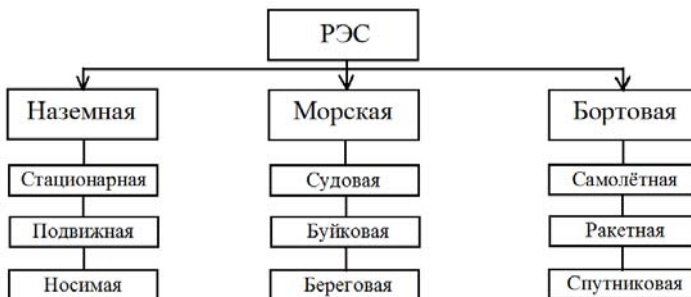 РЭС
Наземная
Морская
Бортовая
Стационарная
Судовая
Самолётная
Подвижная
Буйковая
Ракетная
Носимая
Береговая
Спутниковая